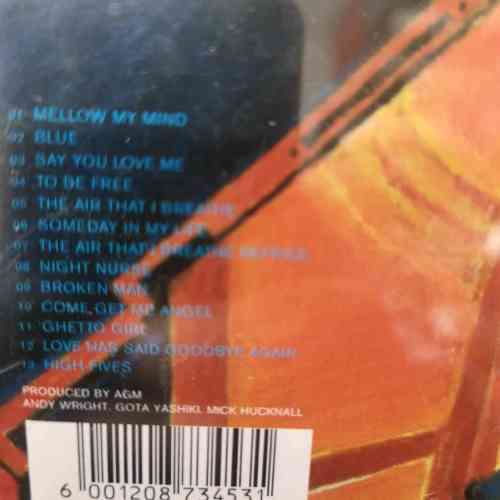 01 MELLOW MY MIND
02 BLUE
03 SAY YOU LOVE ME
04 TO BE FREE
05 THE AIR THAT I BREATHE
06 SOMEDAY IN MY LIFE
07 THE AIR THAT I BREATHE REPRISE
08 NIGHT NURSE
09 BROKEN MAN
10 COME GET ME ANGEL
11 GHETTO GIRL
12 LOVE HAS SAID GOODBYE AGAIN
13 HIGH FIVES
PRODUCED BY AGM
ANDY WRIGHT, GOTA YASHIKI, MICK HUCKNALL
6 001208 734531